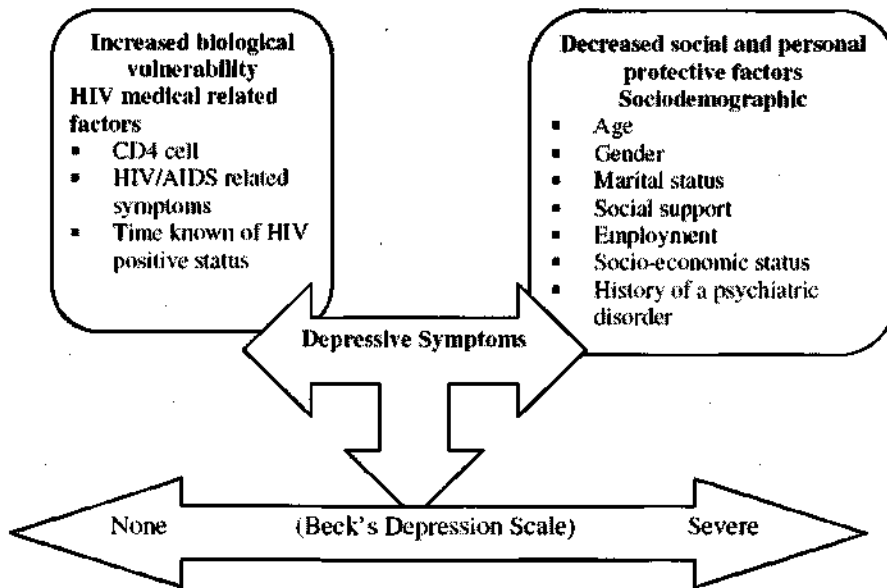 Increased biological
vulnerability
HIV medical related
factors
▪ CD4 cell
▪ HIV/AIDS related
symptoms
▪ Time known of HIV
positive status
Decreased social and personal
protective factors
Sociodemographic
▪ Age
▪ Gender
▪ Marital status
▪ Social support
▪ Employment
▪ Socio-economic status
▪ History of a psychiatric
disorder
Depressive Symptoms
None (Beck's Depression Scale) Severe